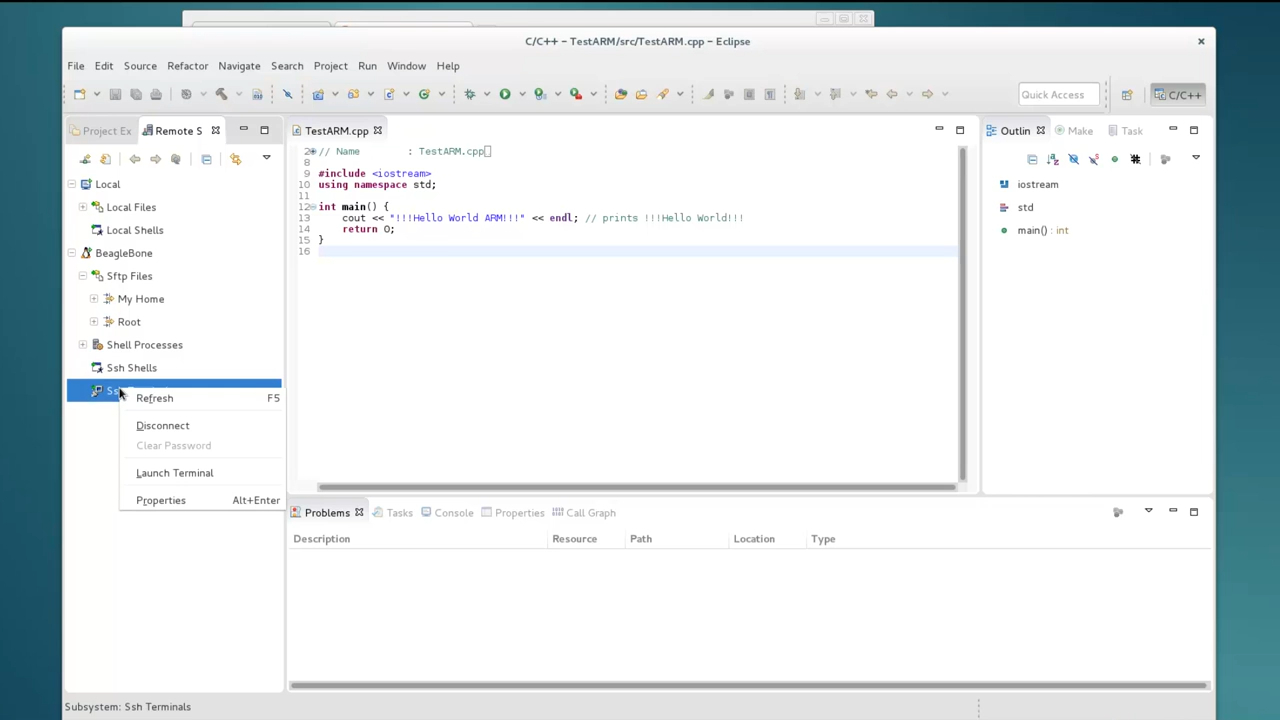 C/C++ – TestARM/src/TestARM.cpp – Eclipse
File Edit Source Refactor Navigate Search Project Run Window Help
Quick Access
C/C++
Project Ex
Remote S
Local
Local Files
Local Shells
BeagleBone
Sftp Files
My Home
Root
Shell Processes
Ssh Shells
Refresh F5
Disconnect
Clear Password
Launch Terminal
Properties Alt+Enter
TestARM.cpp
2 // Name : TestARM.cpp
8
9 #include <iostream>
10 using namespace std;
11
12 int main() {
13 cout << "!!!Hello World ARM!!!" << endl; // prints !!!Hello World!!!
14 return 0;
15 }
16
Outlin
Make
Task
iostream
std
main() : int
Problems Tasks Console Properties Call Graph
Description Resource Path Location Type
Subsystem: Ssh Terminals